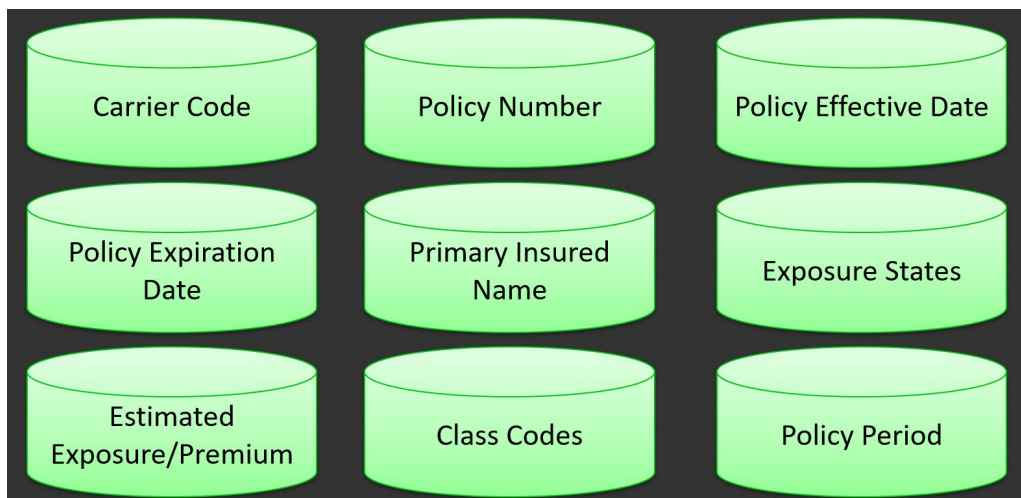 Carrier Code
Policy Number
Policy Effective Date
Policy Expiration
Date
Primary Insured
Name
Exposure States
Estimated
Exposure/Premium
Class Codes
Policy Period